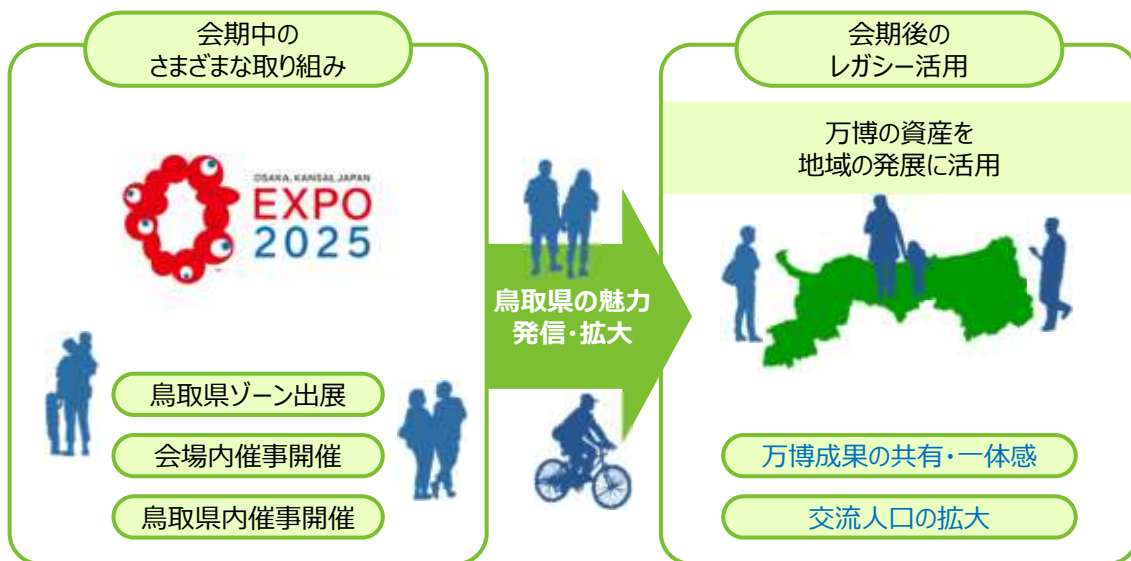 会期中の
さまざまな取り組み
OSAKA, KANSAI, JAPAN
EXPO
2025
鳥取県ゾーン出展
会場内催事開催
鳥取県内催事開催
鳥取県の魅力
発信・拡大
会期後の
レガシー活用
万博の資産を
地域の発展に活用
万博成果の共有・一体感
交流人口の拡大